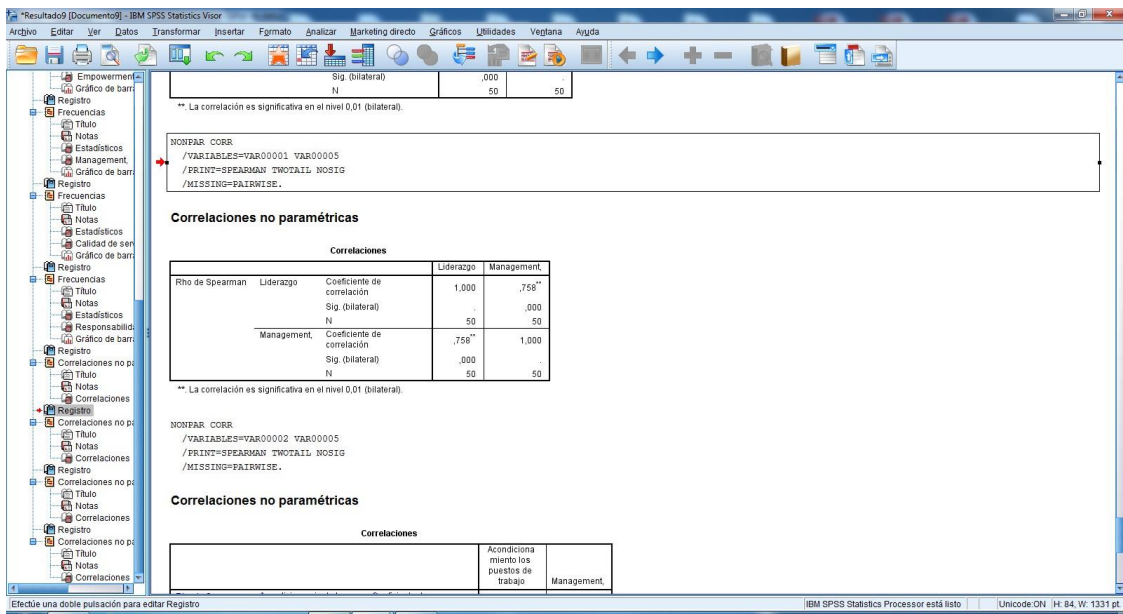 *Resultado9 [Documento9] - IBM SPSS Statistics Visor
Archivo Editar Ver Datos Transformar Insertar Formato Analizar Marketing directo Gráficos Utilidades Ventana Ayuda
Empowerment
Gráfico de barra
Registro
Frecuencias
Título
Notas
Estadísticos
Management,
Gráfico de barra
Registro
Frecuencias
Título
Notas
Estadísticos
Calidad de serv
Gráfico de barra
Registro
Frecuencias
Título
Notas
Estadísticos
Responsabilida
Gráfico de barra
Registro
Correlaciones no pa
Título
Notas
Correlaciones
Registro
Correlaciones no pa
Título
Notas
Correlaciones
Registro
Correlaciones no pa
Título
Notas
Correlaciones
Registro
Correlaciones no pa
Título
Notas
Correlaciones
Sig. (bilateral) ,000 .
N 50 50
**. La correlación es significativa en el nivel 0,01 (bilateral).
NONPAR CORR
/VARIABLES=VAR00001 VAR00005
/PRINT=SPEARMAN TWOTAIL NOSIG
/MISSING=PAIRWISE.
Correlaciones no paramétricas
Correlaciones
Liderazgo Management,
Rho de Spearman Liderazgo Coeficiente de correlación 1,000 ,758**
Sig. (bilateral) . ,000
N 50 50
Management, Coeficiente de correlación ,758** 1,000
Sig. (bilateral) ,000 .
N 50 50
**. La correlación es significativa en el nivel 0,01 (bilateral).
NONPAR CORR
/VARIABLES=VAR00002 VAR00005
/PRINT=SPEARMAN TWOTAIL NOSIG
/MISSING=PAIRWISE.
Correlaciones no paramétricas
Correlaciones
Acondiciona
miento los
puestos de
trabajo Management,
Efectúe una doble pulsación para editar Registro
IBM SPSS Statistics Processor está listo
Unicode:ON H: 84, W: 1331 pt.